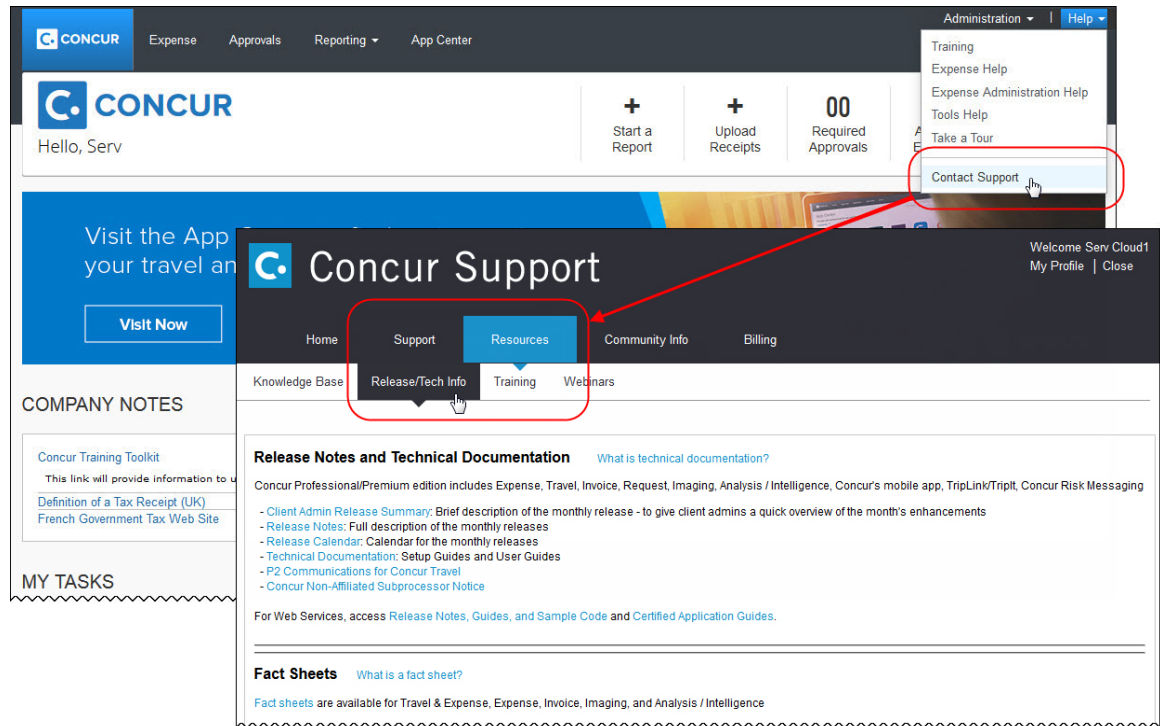 Administration | Help
C. CONCUR Expense Approvals Reporting App Center
Training
Expense Help
Expense Administration Help
Tools Help
Take a Tour
Contact Support
C. CONCUR
Hello, Serv
+ Start a Report
+ Upload Receipts
00 Required Approvals
A
E
Visit the App
your travel an
Visit Now
COMPANY NOTES
Concur Training Toolkit
This link will provide information to u
Definition of a Tax Receipt (UK)
French Government Tax Web Site
MY TASKS
C. Concur Support
Welcome Serv Cloud1
My Profile | Close
Home Support Resources Community Info Billing
Knowledge Base Release/Tech Info Training Webinars
Release Notes and Technical Documentation What is technical documentation?
Concur Professional/Premium edition includes Expense, Travel, Invoice, Request, Imaging, Analysis / Intelligence, Concur's mobile app, TripLink/TripIt, Concur Risk Messaging
- Client Admin Release Summary: Brief description of the monthly release - to give client admins a quick overview of the month's enhancements
- Release Notes: Full description of the monthly releases
- Release Calendar: Calendar for the monthly releases
- Technical Documentation: Setup Guides and User Guides
- P2 Communications for Concur Travel
- Concur Non-Affiliated Subprocessor Notice
For Web Services, access Release Notes, Guides, and Sample Code and Certified Application Guides.
Fact Sheets What is a fact sheet?
Fact sheets are available for Travel & Expense, Expense, Invoice, Imaging, and Analysis / Intelligence